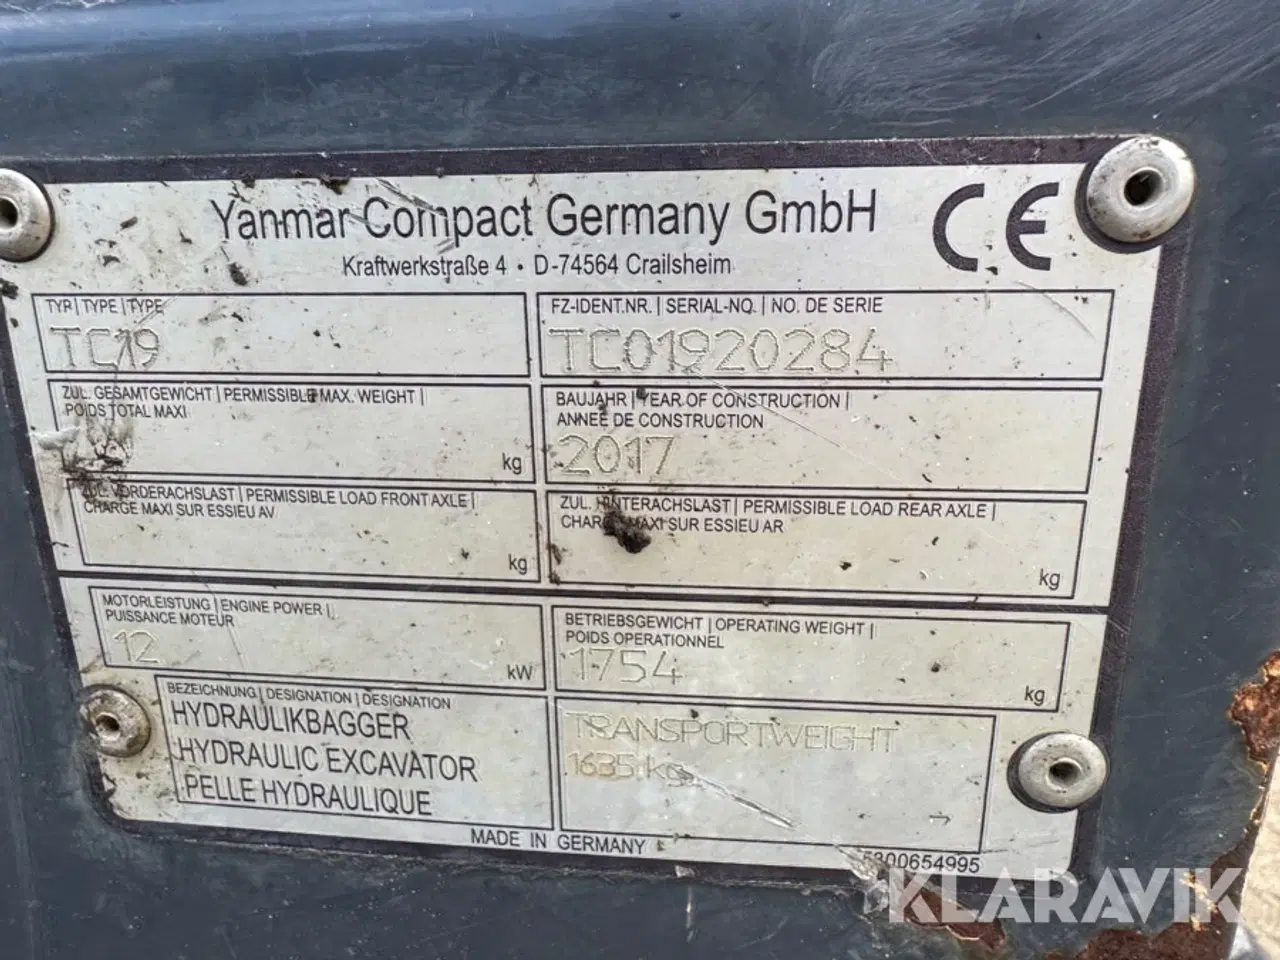 Yanmar Compact Germany GmbH
CE
Kraftwerkstraße 4 · D-74564 Crailsheim
TYP | TYPE | TYPE
TC19
FZ-IDENT.NR. | SERIAL-NO. | NO. DE SERIE
TC01920284
ZUL. GESAMTGEWICHT | PERMISSIBLE MAX. WEIGHT |
POIDS TOTAL MAXI
kg
BAUJAHR | YEAR OF CONSTRUCTION |
ANNEE DE CONSTRUCTION
2017
ZUL. VORDERACHSLAST | PERMISSIBLE LOAD FRONT AXLE |
CHARGE MAXI SUR ESSIEU AV
kg
ZUL. HINTERACHSLAST | PERMISSIBLE LOAD REAR AXLE |
CHARGE MAXI SUR ESSIEU AR
kg
MOTORLEISTUNG | ENGINE POWER |
PUISSANCE MOTEUR
12
kW
BETRIEBSGEWICHT | OPERATING WEIGHT |
POIDS OPERATIONNEL
1754
kg
BEZEICHNUNG | DESIGNATION | DESIGNATION
HYDRAULIKBAGGER
HYDRAULIC EXCAVATOR
PELLE HYDRAULIQUE
TRANSPORTWEIGHT
1635 kg
→
MADE IN GERMANY
5300654995
KLARAVIK